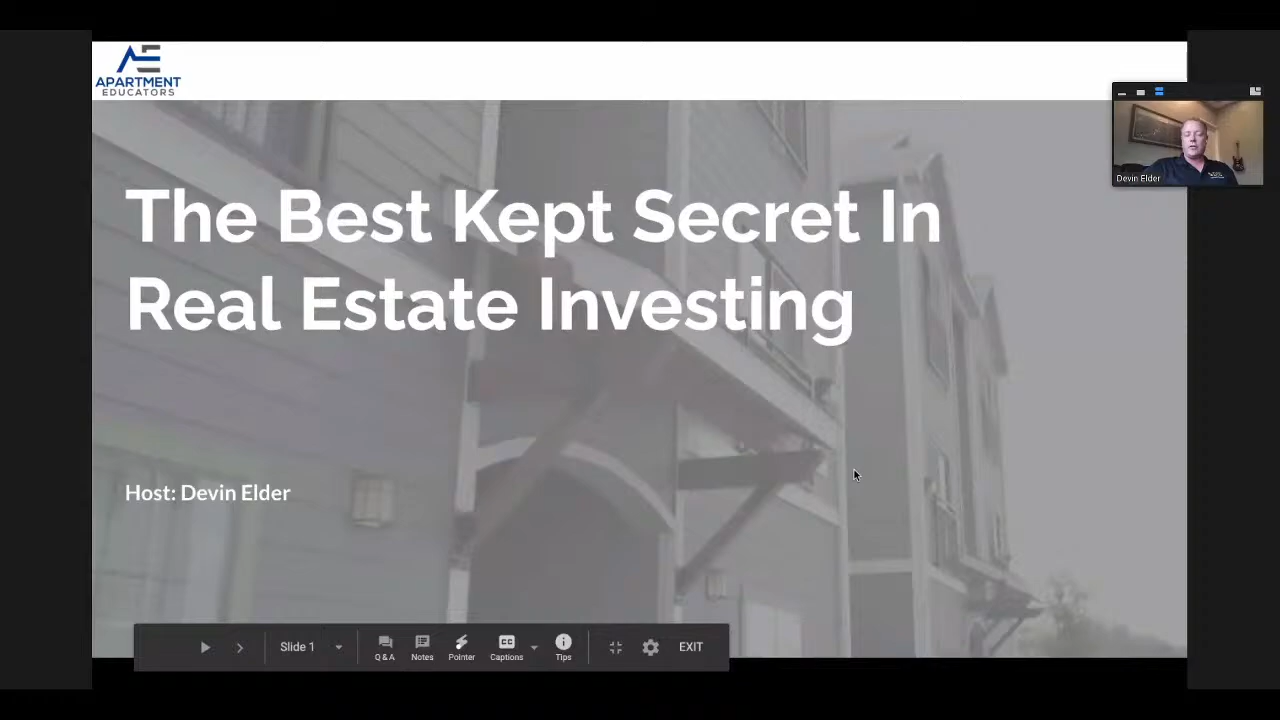 APARTMENT
EDUCATORS
The Best Kept Secret In
Real Estate Investing
Devin Elder
Host: Devin Elder
Slide 1
Q & A
Notes
Pointer
CC
Captions
Tips
EXIT